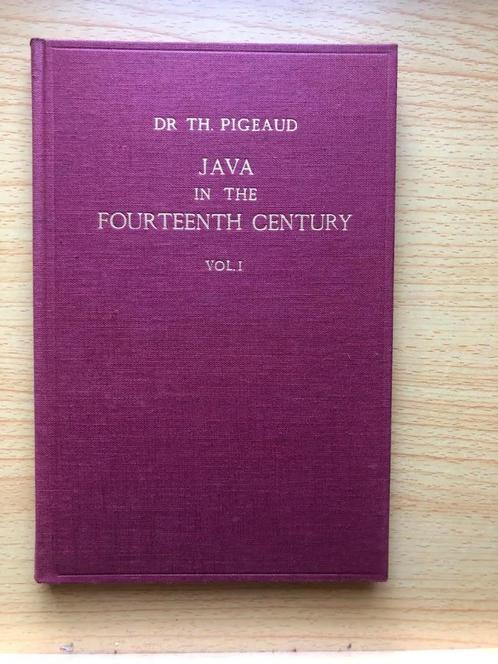 DR TH. PIGEAUD
JAVA
IN THE
FOURTEENTH CENTURY
VOL.I